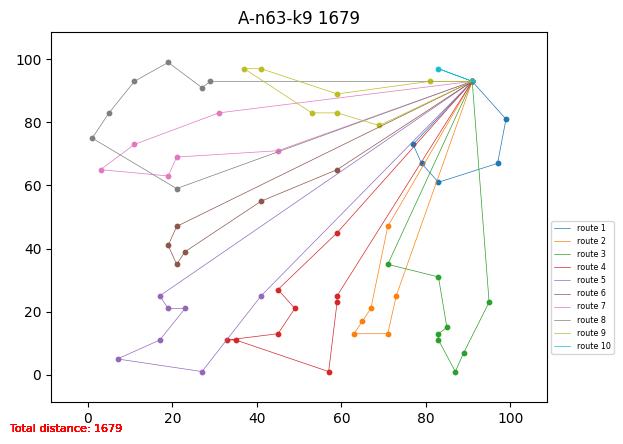 A-n63-k9 1679
100
80
60
40
20
0
0 20 40 60 80 100
route 1
route 2
route 3
route 4
route 5
route 6
route 7
route 8
route 9
route 10
Total distance: 1679